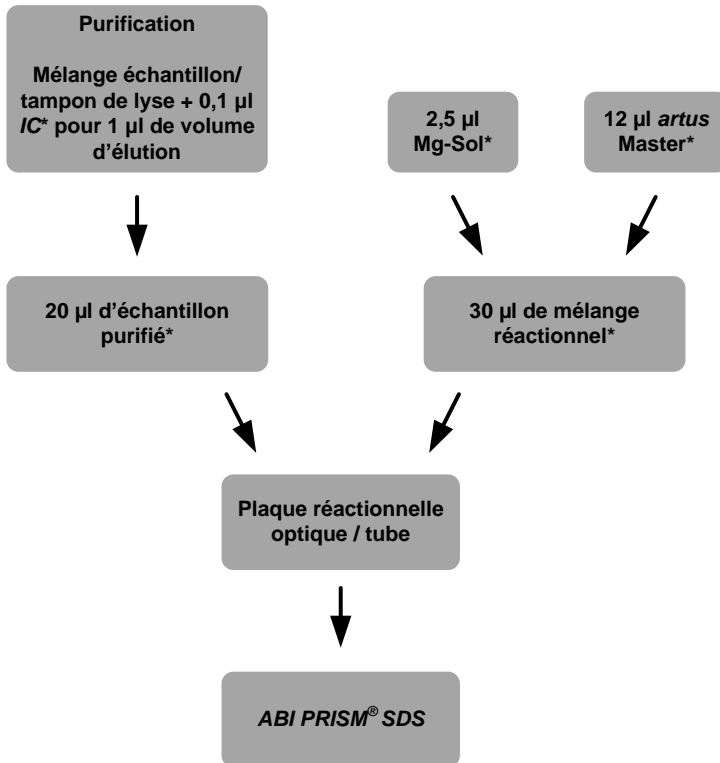 Purification
Mélange échantillon/
tampon de lyse + 0,1 µl
IC* pour 1 µl de volume
d'élution
2,5 µl
Mg-Sol*
12 µl artus
Master*
20 µl d'échantillon
purifié*
30 µl de mélange
réactionnel*
Plaque réactionnelle
optique / tube
ABI PRISM® SDS